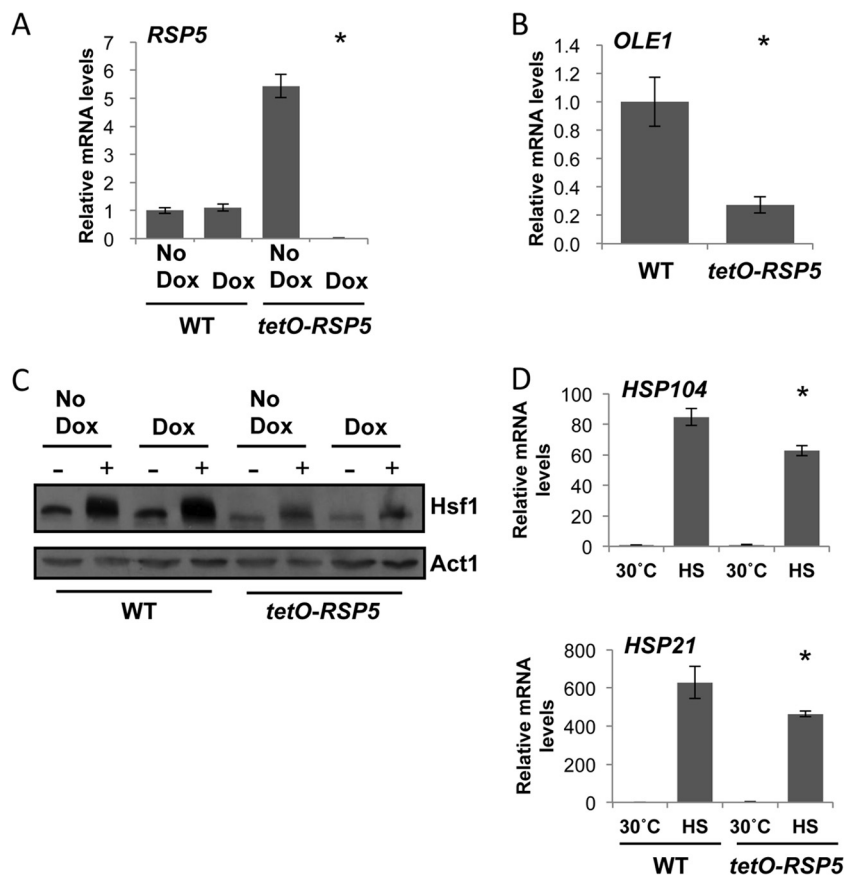 A
RSP5
*
Relative mRNA levels
7
6
5
4
3
2
1
0
No Dox
Dox
No Dox
Dox
WT
tetO-RSP5
B
OLE1
*
Relative mRNA levels
1.4
1.2
1.0
0.8
0.6
0.4
0.2
0.0
WT
tetO-RSP5
C
No Dox
Dox
No Dox
Dox
- + - + - + - +
Hsf1
Act1
WT
tetO-RSP5
D
HSP104
*
Relative mRNA
levels
100
80
60
40
20
0
30˚C HS 30˚C HS
HSP21
*
Relative mRNA
levels
800
600
400
200
0
30˚C HS 30˚C HS
WT
tetO-RSP5